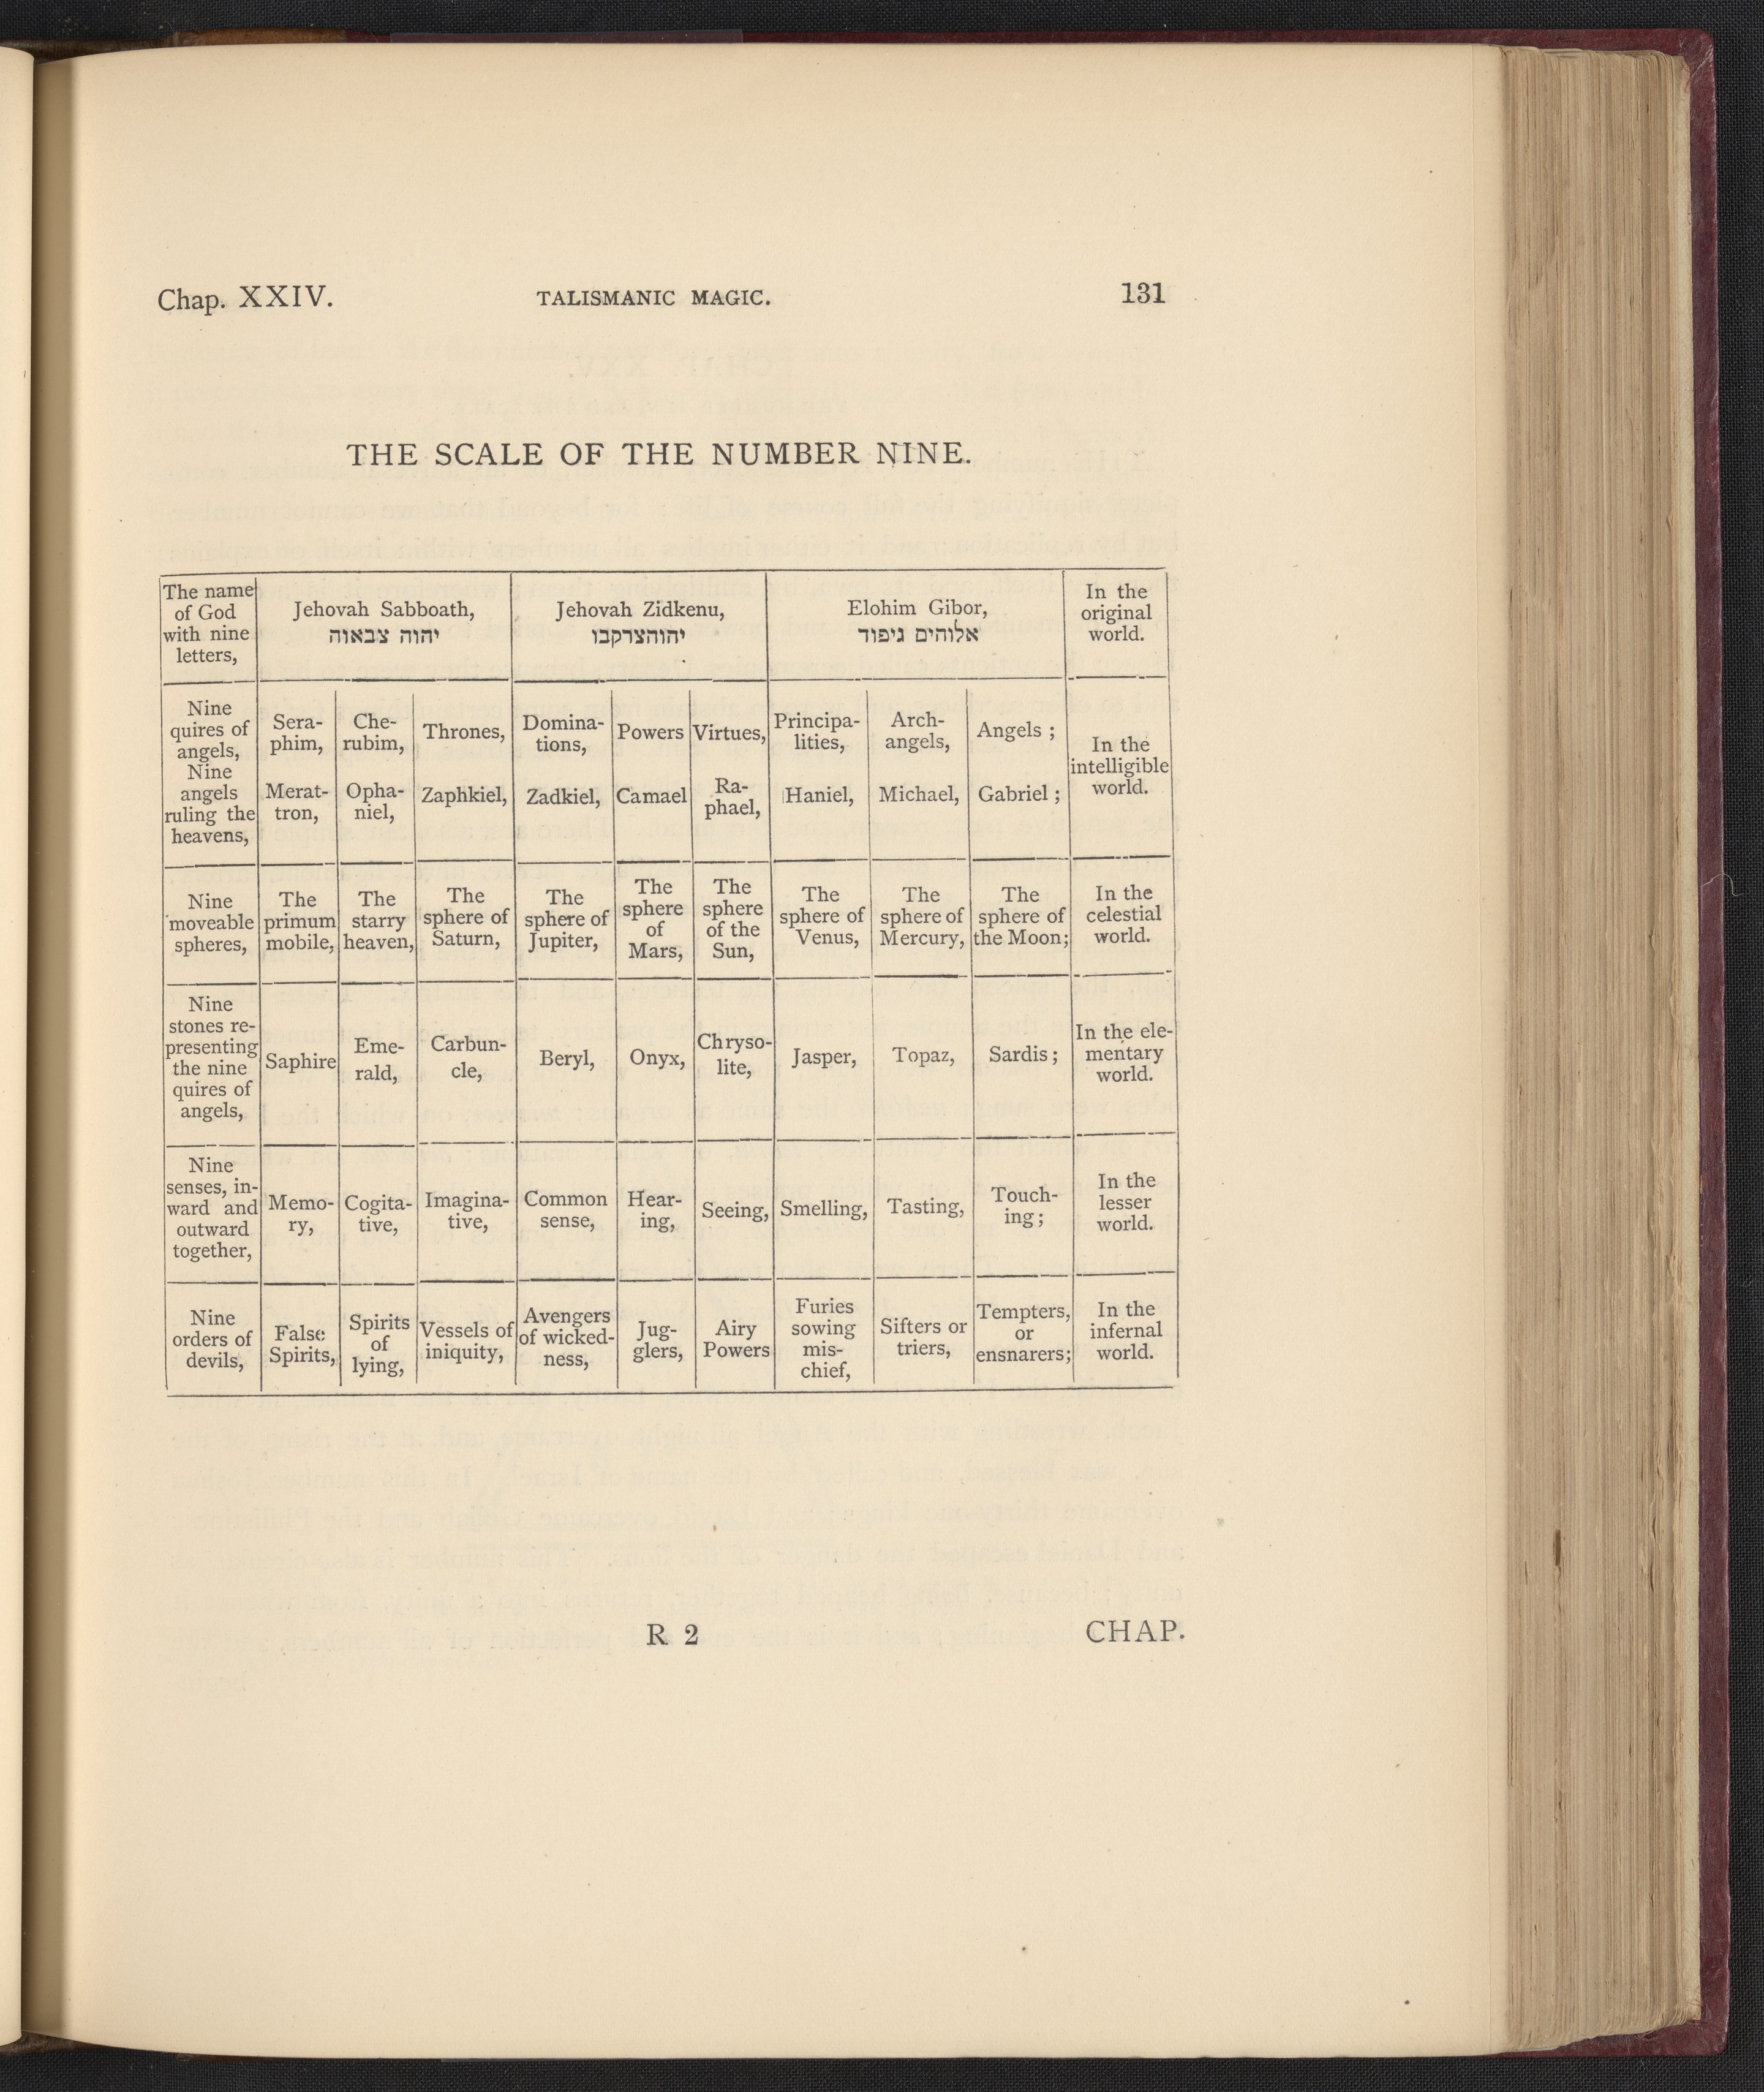 Chap. XXIV. TALISMANIC MAGIC. 131
THE SCALE OF THE NUMBER NINE.
The name
of God
with nine
letters,
Jehovah Sabboath,
יהוה צבאוה
Jehovah Zidkenu,
יהוהצרקבו
Elohim Gibor,
אלוהים גיפוד
In the
original
world.
Nine
quires of
angels,
Sera-
phim,
Che-
rubim,
Thrones,
Domina-
tions,
Powers
Virtues,
Principa-
lities,
Arch-
angels,
Angels ;
In the
intelligible
world.
Nine
angels
ruling the
heavens,
Merat-
tron,
Opha-
niel,
Zaphkiel,
Zadkiel,
Camael
Ra-
phael,
Haniel,
Michael,
Gabriel ;
Nine
moveable
spheres,
The
primum
mobile,
The
starry
heaven,
The
sphere of
Saturn,
The
sphere of
Jupiter,
The
sphere
of
Mars,
The
sphere
of the
Sun,
The
sphere of
Venus,
The
sphere of
Mercury,
The
sphere of
the Moon;
In the
celestial
world.
Nine
stones re-
presenting
the nine
quires of
angels,
Saphire
Eme-
rald,
Carbun-
cle,
Beryl,
Onyx,
Chryso-
lite,
Jasper,
Topaz,
Sardis ;
In the ele-
mentary
world.
Nine
senses, in-
ward and
outward
together,
Memo-
ry,
Cogita-
tive,
Imagina-
tive,
Common
sense,
Hear-
ing,
Seeing,
Smelling,
Tasting,
Touch-
ing ;
In the
lesser
world.
Nine
orders of
devils,
False
Spirits,
Spirits
of
lying,
Vessels of
iniquity,
Avengers
of wicked-
ness,
Jug-
glers,
Airy
Powers
Furies
sowing
mis-
chief,
Sifters or
triers,
Tempters,
or
ensnarers;
In the
infernal
world.
R 2
CHAP.